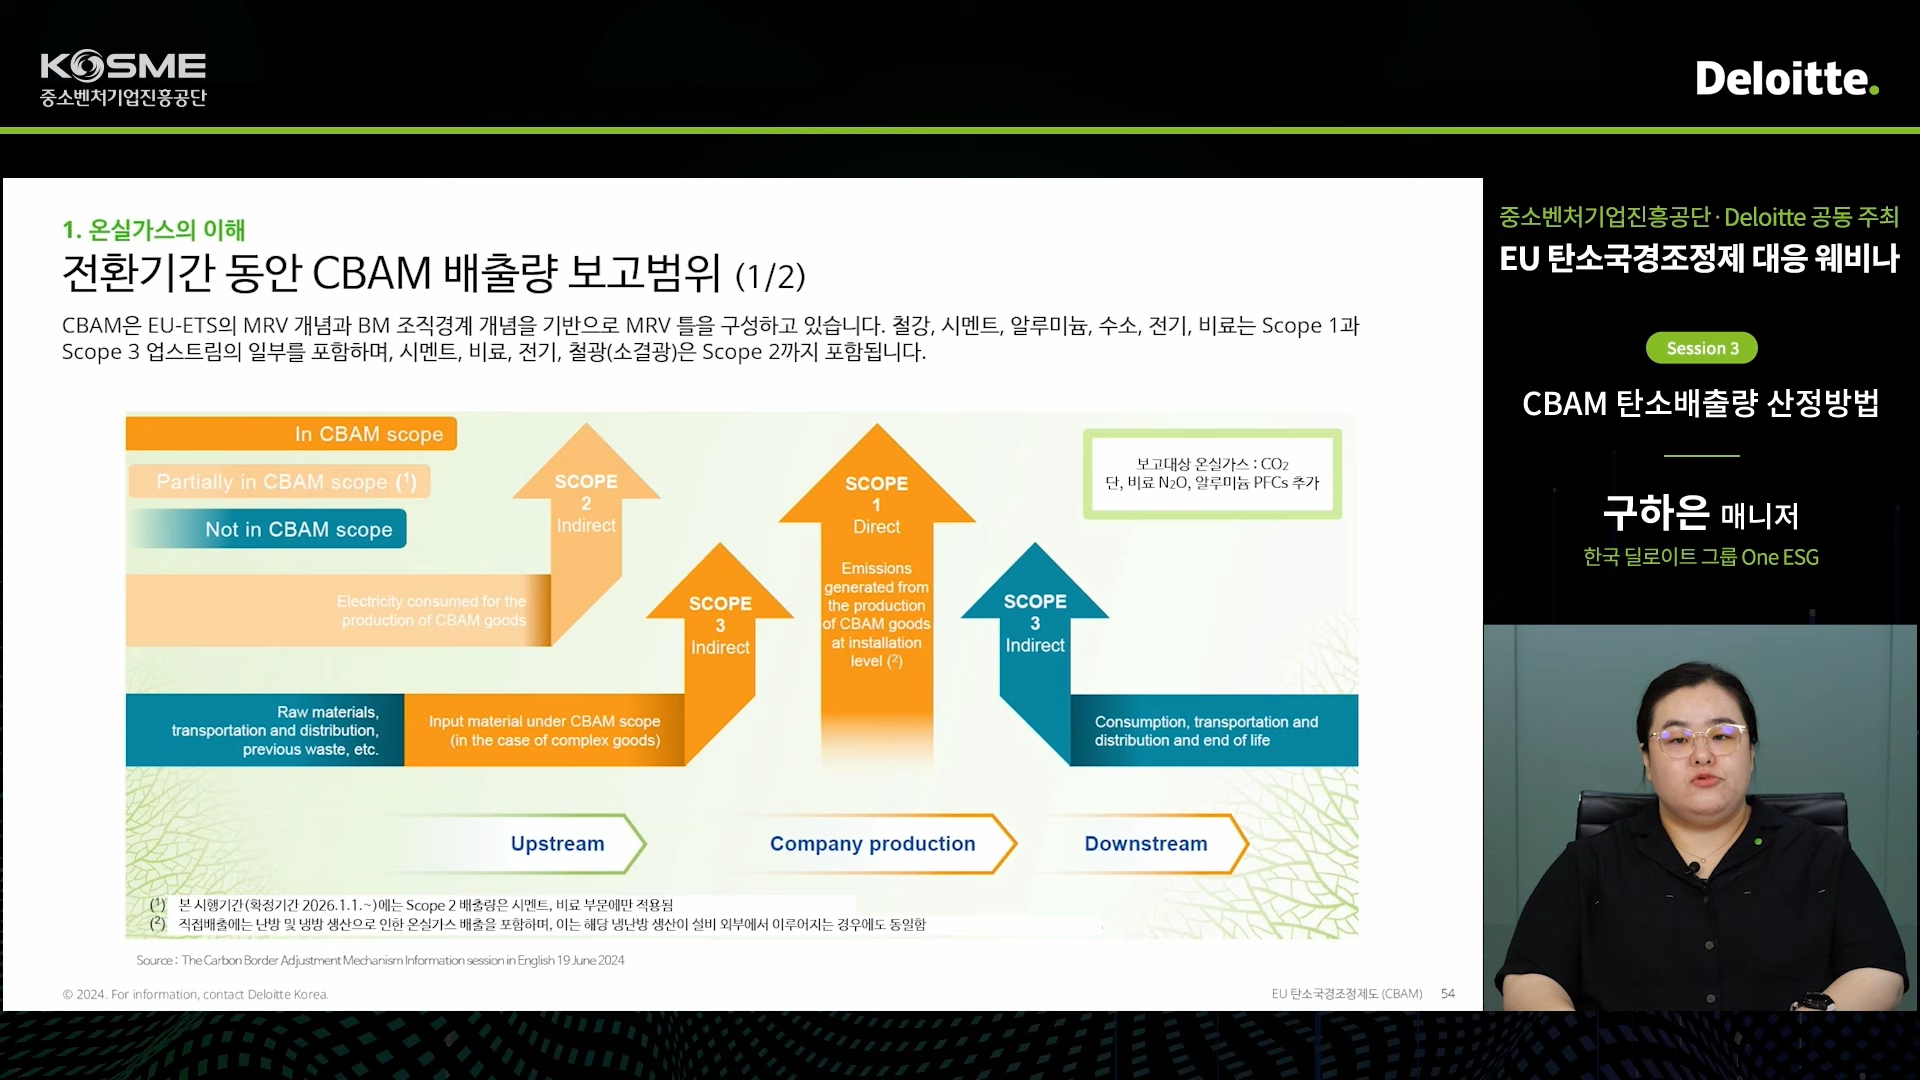 KOSME
중소벤처기업진흥공단
Deloitte.
1. 온실가스의 이해
전환기간 동안 CBAM 배출량 보고범위 (1/2)
CBAM은 EU-ETS의 MRV 개념과 BM 조직경계 개념을 기반으로 MRV 틀을 구성하고 있습니다. 철강, 시멘트, 알루미늄, 수소, 전기, 비료는 Scope 1과
Scope 3 업스트림의 일부를 포함하며, 시멘트, 비료, 전기, 철광(소결광)은 Scope 2까지 포함됩니다.
In CBAM scope
Partially in CBAM scope (1)
Not in CBAM scope
SCOPE
2
Indirect
Electricity consumed for the
production of CBAM goods
SCOPE
3
Indirect
Raw materials,
transportation and distribution,
previous waste, etc.
Input material under CBAM scope
(in the case of complex goods)
SCOPE
1
Direct
Emissions
generated from
the production
of CBAM goods
at installation
level (2)
SCOPE
3
Indirect
Consumption, transportation and
distribution and end of life
보고대상 온실가스 : CO2
단, 비료 N2O, 알루미늄 PFCs 추가
Upstream
Company production
Downstream
(1) 본 시행기간(확정기간 2026.1.1.~)에는 Scope 2 배출량은 시멘트, 비료 부문에만 적용됨
(2) 직접배출에는 난방 및 냉방 생산으로 인한 온실가스 배출을 포함하며, 이는 해당 냉난방 생산이 설비 외부에서 이루어지는 경우에도 동일함
Source : The Carbon Border Adjustment Mechanism Information session in English 19 June 2024
© 2024. For information, contact Deloitte Korea.
EU 탄소국경조정제도 (CBAM) 54
중소벤처기업진흥공단 · Deloitte 공동 주최
EU 탄소국경조정제 대응 웨비나
Session 3
CBAM 탄소배출량 산정방법
구하은 매니저
한국 딜로이트 그룹 One ESG